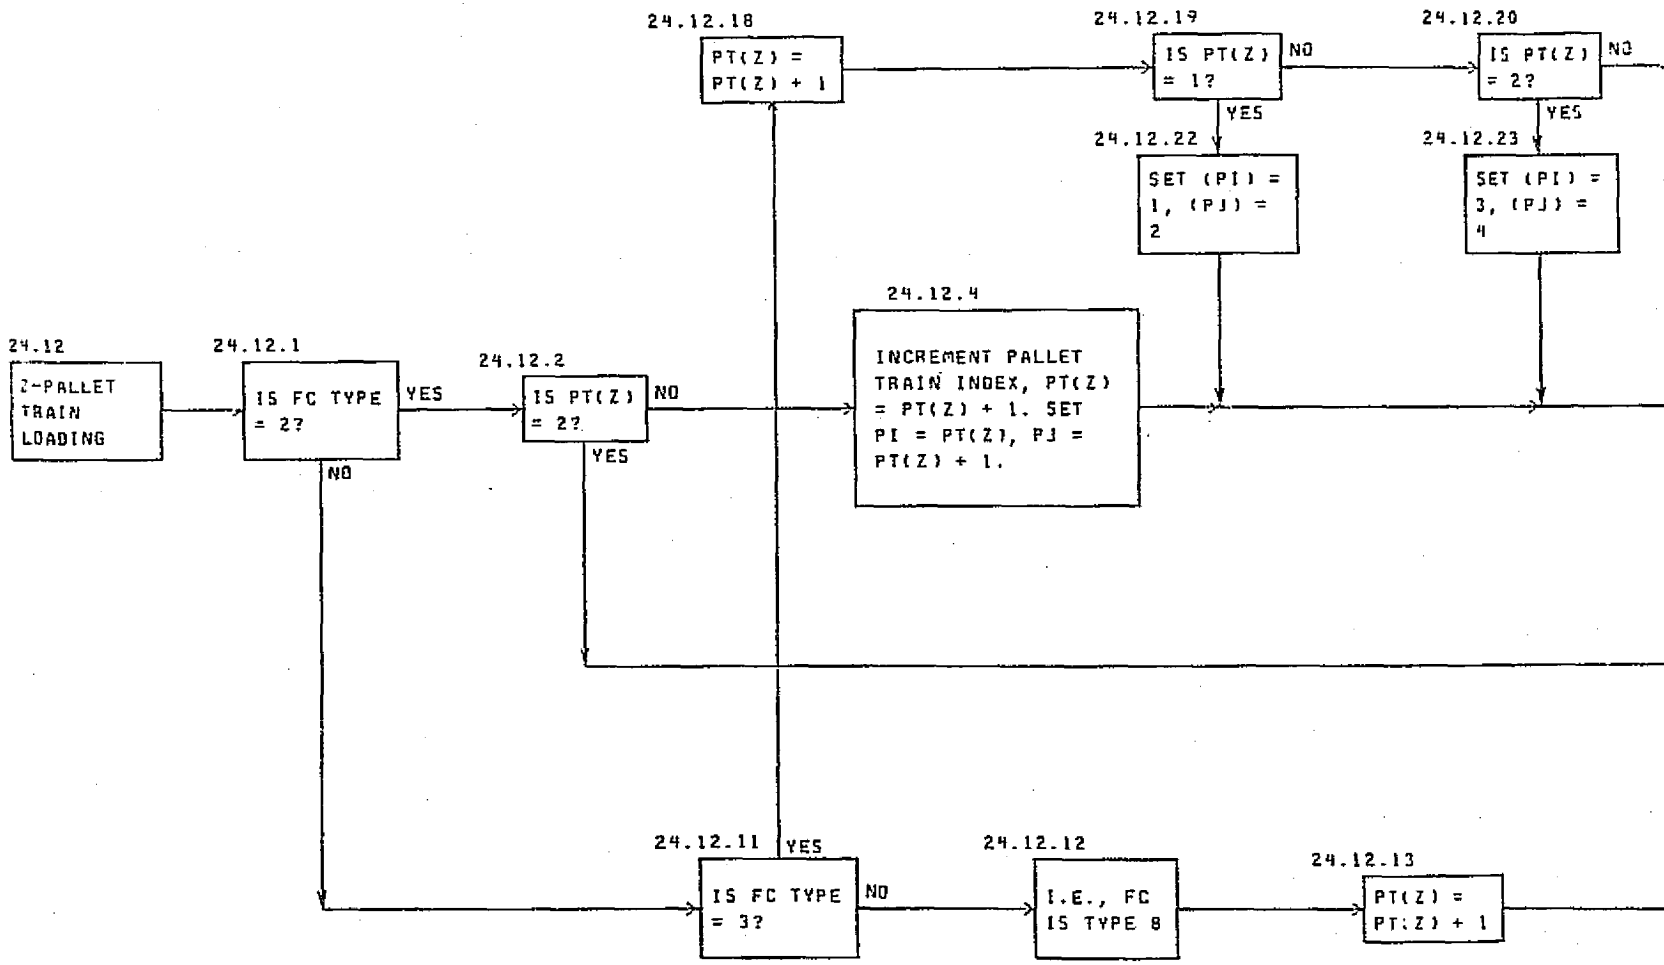 24.12.18
PT(Z) =
PT(Z) + 1
24.12.19
IS PT(Z)
= 1?
NO
YES
24.12.20
IS PT(Z)
= 2?
NO
YES
24.12.22
SET (PI) =
1, (PJ) =
2
24.12.23
SET (PI) =
3, (PJ) =
4
24.12
Z-PALLET
TRAIN
LOADING
24.12.1
IS FC TYPE
= 2?
YES
NO
24.12.2
IS PT(Z)
= 2?
NO
YES
24.12.4
INCREMENT PALLET
TRAIN INDEX, PT(Z)
= PT(Z) + 1. SET
PI = PT(Z), PJ =
PT(Z) + 1.
24.12.11
YES
IS FC TYPE
= 3?
NO
24.12.12
I.E., FC
IS TYPE 8
24.12.13
PT(Z) =
PT(Z) + 1